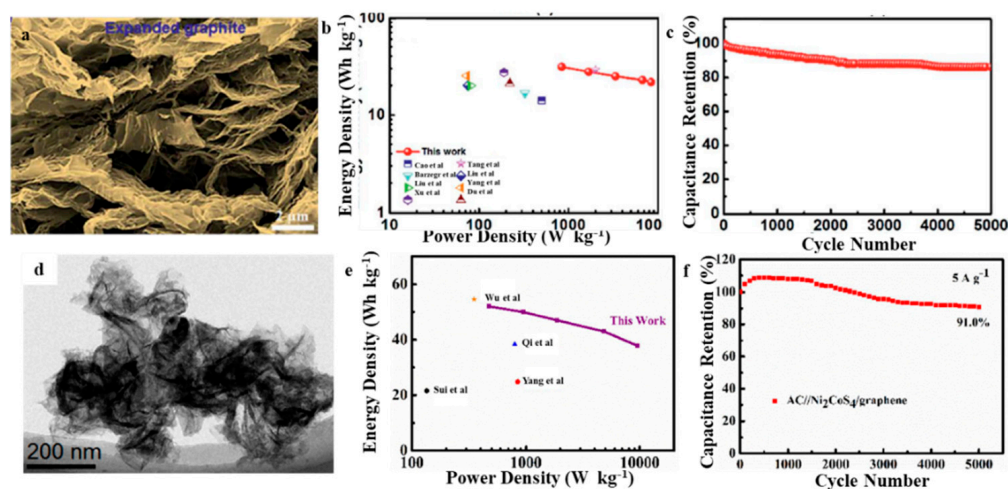 a
Expanded graphite
2 μm
b
Energy Density (Wh kg⁻¹)
100
10
1
This work
Cao et al
Tang et al
Liu et al
Liu et al
Yang et al
Xu et al
Du et al
10
100
1000
100
Power Density (W kg⁻¹)
c
Capacitance Retention (%)
100
80
60
40
20
0
0
1000
2000
3000
4000
5000
Cycle Number
d
200 nm
e
Energy Density (Wh kg⁻¹)
60
40
20
0
Wu et al
This Work
Qi et al
Sui et al
Yang et al
100
1000
10000
Power Density (W kg⁻¹)
f
Capacitance Retention (%)
120
100
80
60
40
20
0
5 A g⁻¹
91.0%
AC//Ni₂CoS₄/graphene
0
1000
2000
3000
4000
5000
Cycle Number